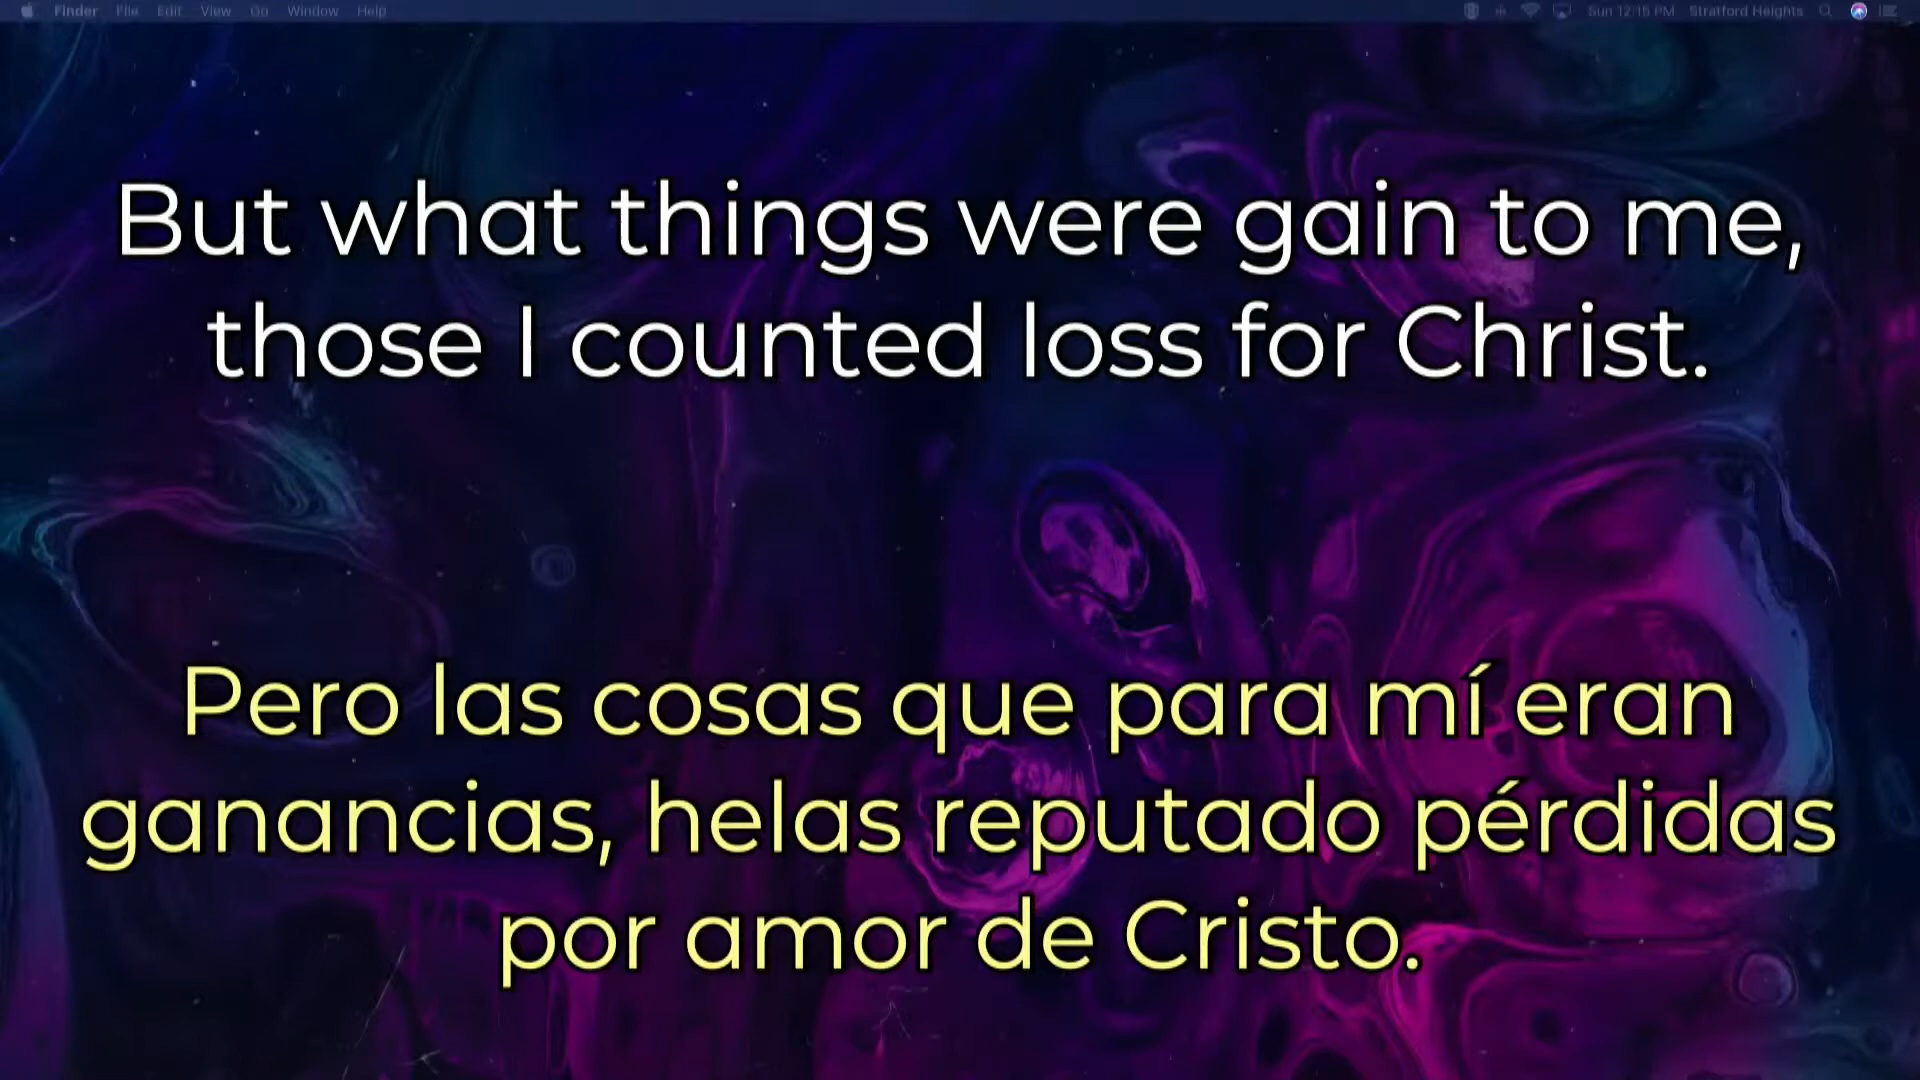 Finder File Edit View Go Window Help Sun 12:15 PM Stratford Heights
But what things were gain to me,
those I counted loss for Christ.
Pero las cosas que para mí eran
ganancias, helas reputado pérdidas
por amor de Cristo.